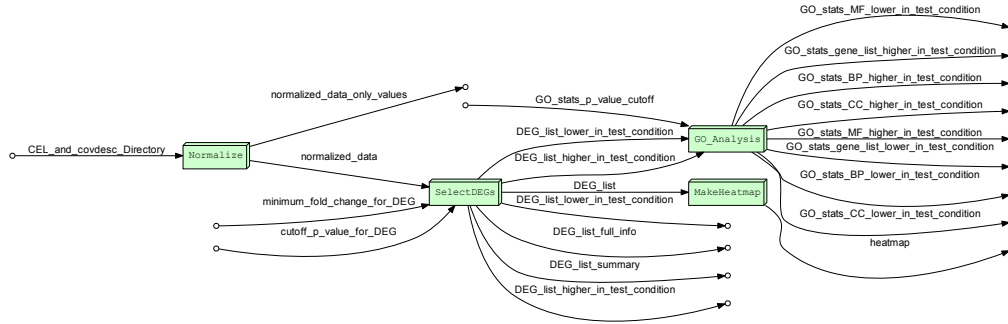 GO_stats_MF_lower_in_test_condition
GO_stats_gene_list_higher_in_test_condition
GO_stats_BP_higher_in_test_condition
normalized_data_only_values
GO_stats_p_value_cutoff
GO_stats_CC_higher_in_test_condition
DEG_list_lower_in_test_condition
GO_Analysis
GO_stats_MF_higher_in_test_condition
CEL_and_covdesc_Directory
Normalize
normalized_data
DEG_list_higher_in_test_condition
GO_stats_gene_list_lower_in_test_condition
GO_stats_BP_lower_in_test_condition
SelectDEGs
DEG_list
MakeHeatmap
minimum_fold_change_for_DEG
DEG_list_lower_in_test_condition
GO_stats_CC_lower_in_test_condition
cutoff_p_value_for_DEG
DEG_list_full_info
heatmap
DEG_list_summary
DEG_list_higher_in_test_condition